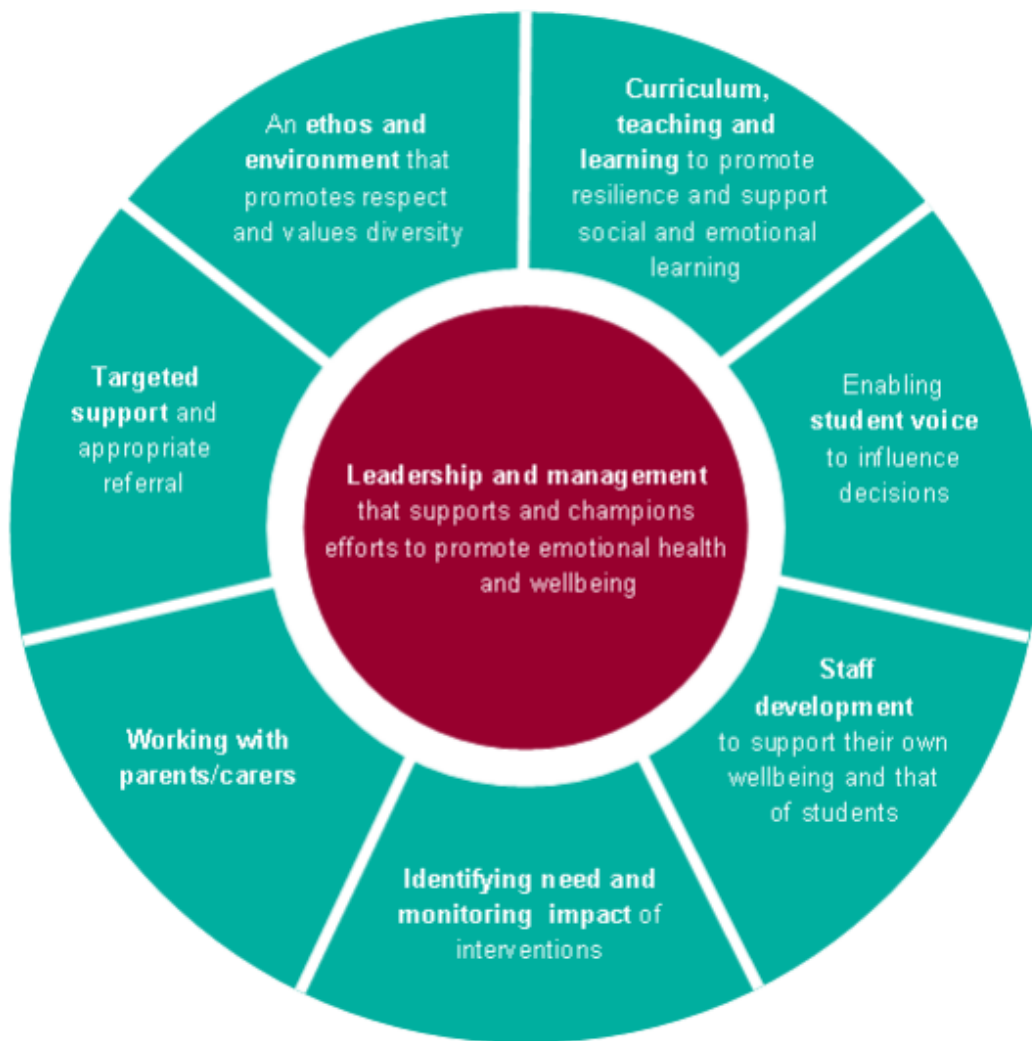 An ethos and
environment that
promotes respect
and values diversity
Curriculum,
teaching and
learning to promote
resilience and support
social and emotional
learning
Enabling
student voice
to influence
decisions
Staff
development
to support their own
wellbeing and that
of students
Identifying need and
monitoring impact of
interventions
Working with
parents/carers
Targeted
support and
appropriate
referral
Leadership and management
that supports and champions
efforts to promote emotional health
and wellbeing